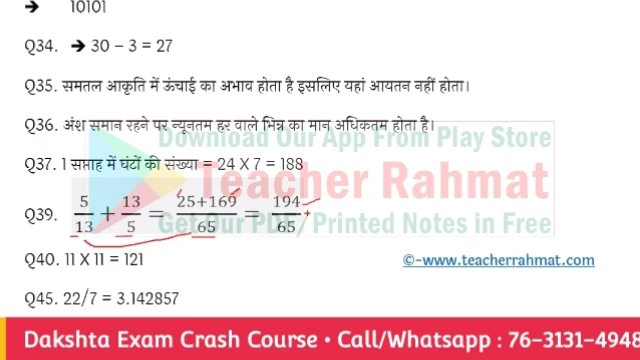 ➔ 10101
Q34. ➔ 30 – 3 = 27
Q35. समतल आकृति में ऊंचाई का अभाव होता है इसलिए यहां आयतन नहीं होता।
Q36. अंश समान रहने पर न्यूनतम हर वाले भिन्न का मान अधिकतम होता है।
Download Our App From Play Store
Q37. 1 सप्ताह में घंटों की संख्या = 24 X 7 = 188
Teacher Rahmat
Q39. 5/13 + 13/5 = 25+169/65 = 194/65
Get Our PDF/Printed Notes in Free
Q40. 11 X 11 = 121
©-www.teacherrahmat.com
Q45. 22/7 = 3.142857
Dakshta Exam Crash Course • Call/Whatsapp : 76-3131-4948